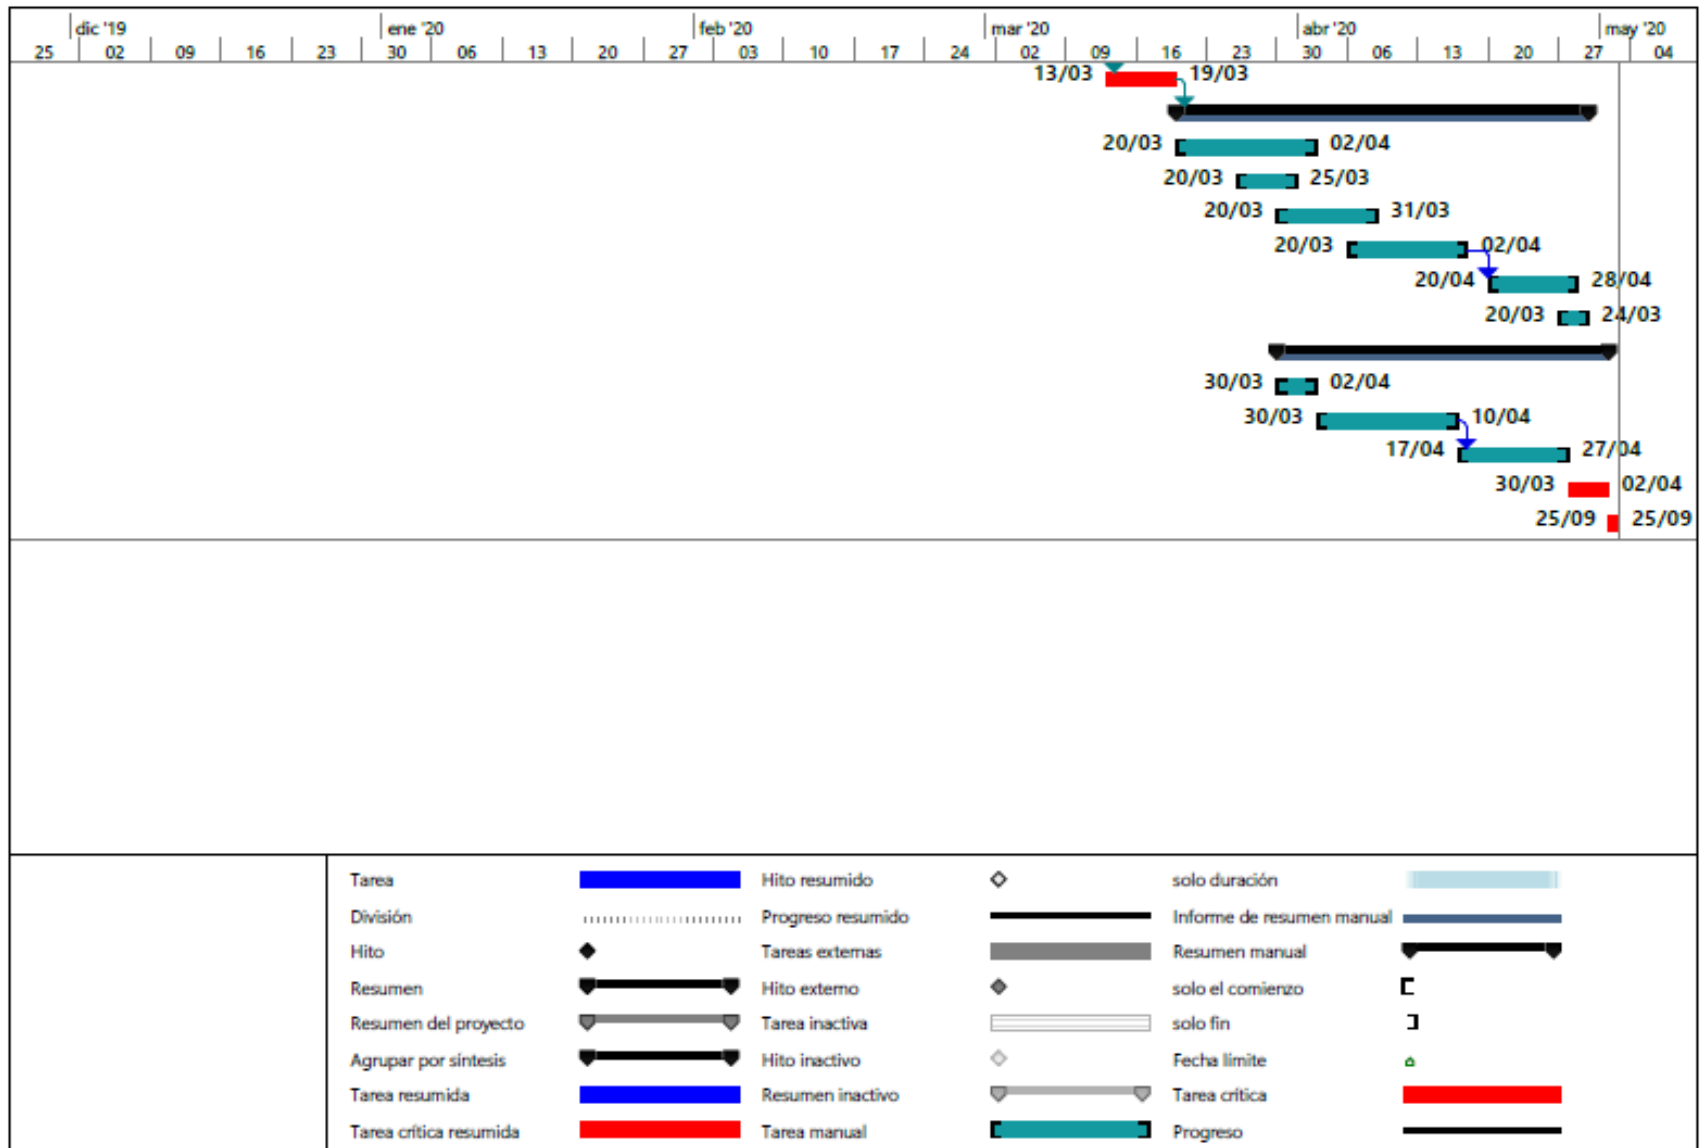 dic '19 ene '20 feb '20 mar '20 abr '20 may '20
25 02 09 16 23 30 06 13 20 27 03 10 17 24 02 09 16 23 30 06 13 20 27 04
13/03 19/03
20/03 02/04
20/03 25/03
20/03 31/03
20/03 02/04
20/04 28/04
20/03 24/03
30/03 02/04
30/03 10/04
17/04 27/04
30/03 02/04
25/09 25/09
Tarea Hito resumido solo duración
División Progreso resumido Informe de resumen manual
Hito Tareas externas Resumen manual
Resumen Hito externo solo el comienzo
Resumen del proyecto Tarea inactiva solo fin
Agrupar por síntesis Hito inactivo Fecha límite
Tarea resumida Resumen inactivo Tarea crítica
Tarea crítica resumida Tarea manual Progreso